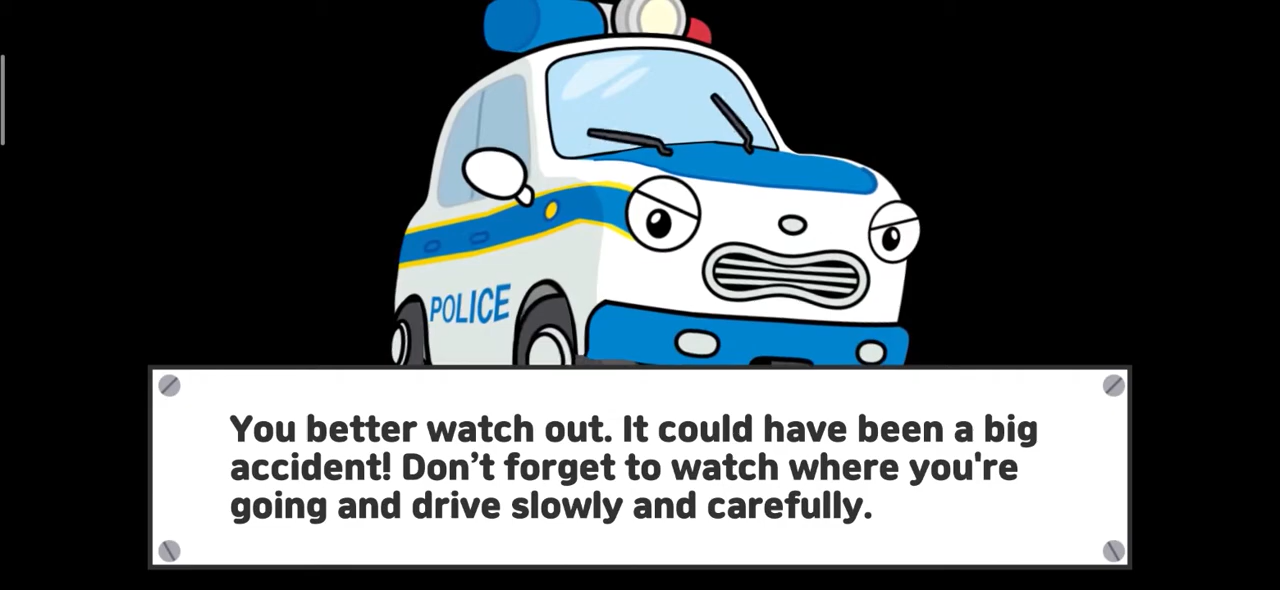 POLICE
You better watch out. It could have been a big
accident! Don’t forget to watch where you're
going and drive slowly and carefully.